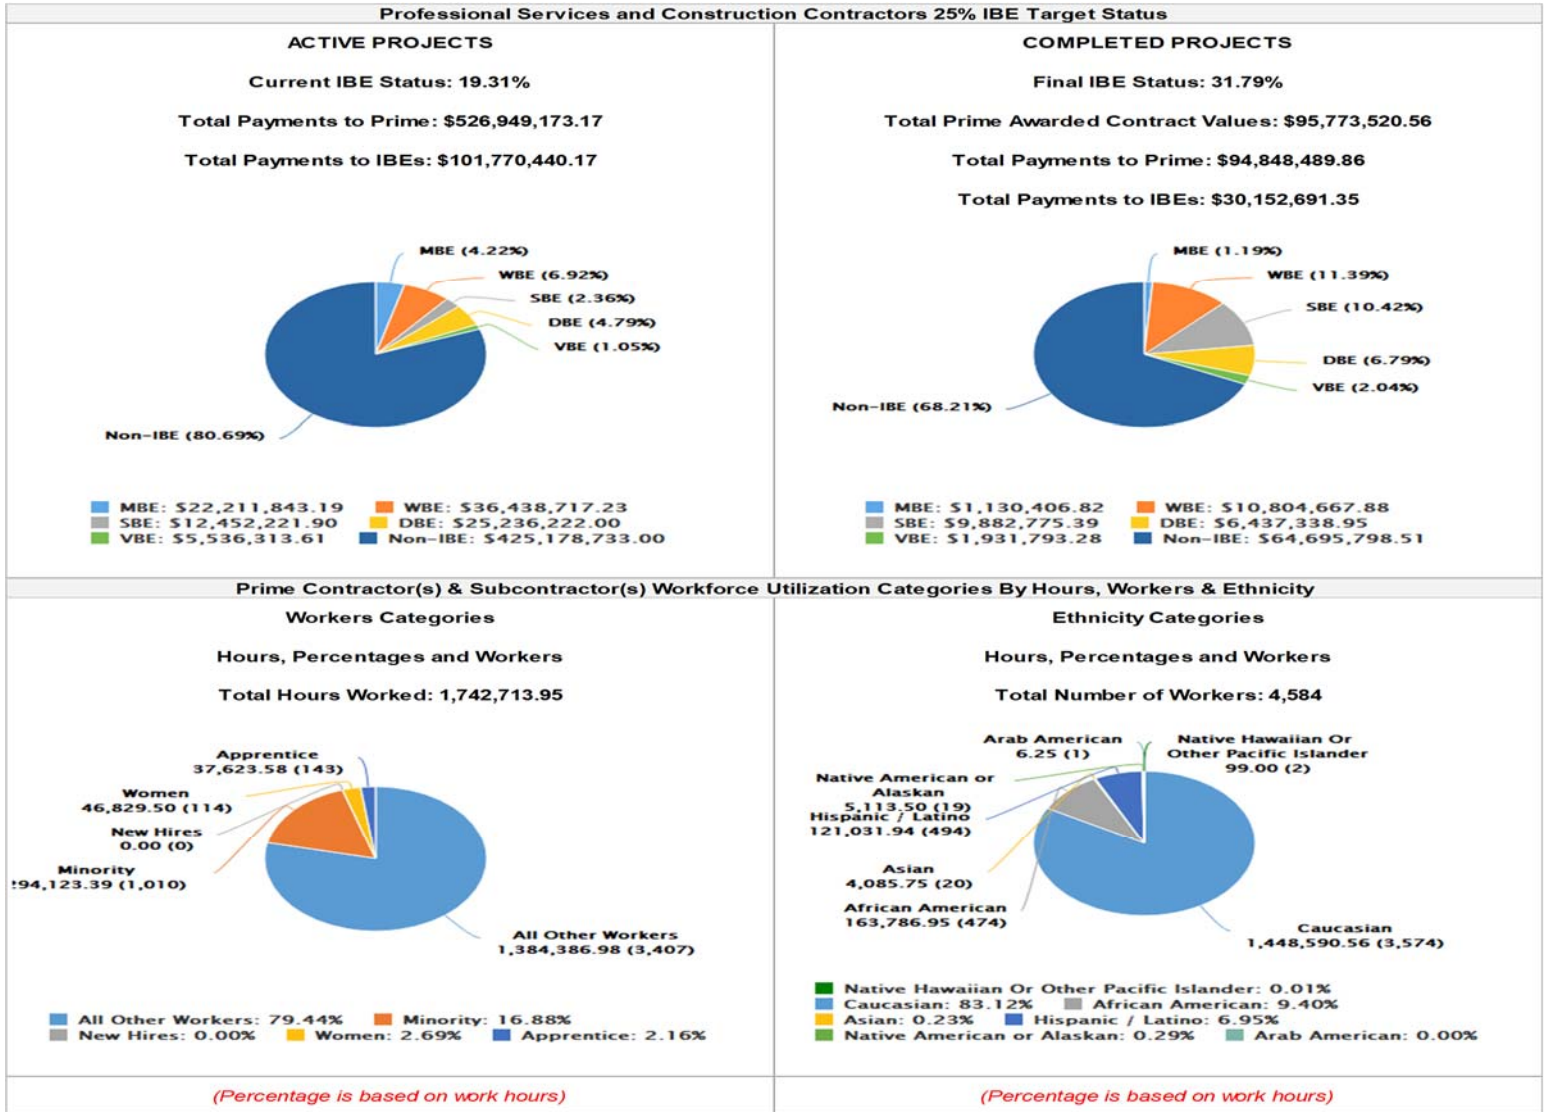 Professional Services and Construction Contractors 25% IBE Target Status
ACTIVE PROJECTS
Current IBE Status: 19.31%
Total Payments to Prime: $526,949,173.17
Total Payments to IBEs: $101,770,440.17
MBE (4.22%)
WBE (6.92%)
SBE (2.36%)
DBE (4.79%)
VBE (1.05%)
Non-IBE (80.69%)
MBE: $22,211,843.19 WBE: $36,438,717.23
SBE: $12,452,221.90 DBE: $25,236,222.00
VBE: $5,536,313.61 Non-IBE: $425,178,733.00
COMPLETED PROJECTS
Final IBE Status: 31.79%
Total Prime Awarded Contract Values: $95,773,520.56
Total Payments to Prime: $94,848,489.86
Total Payments to IBEs: $30,152,691.35
MBE (1.19%)
WBE (11.39%)
SBE (10.42%)
DBE (6.79%)
VBE (2.04%)
Non-IBE (68.21%)
MBE: $1,130,406.82 WBE: $10,804,667.88
SBE: $9,882,775.39 DBE: $6,437,338.95
VBE: $1,931,793.28 Non-IBE: $64,695,798.51
Prime Contractor(s) & Subcontractor(s) Workforce Utilization Categories By Hours, Workers & Ethnicity
Workers Categories
Hours, Percentages and Workers
Total Hours Worked: 1,742,713.95
Apprentice
37,623.58 (143)
Women
46,829.50 (114)
New Hires
0.00 (0)
Minority
94,123.39 (1,010)
All Other Workers
1,384,386.98 (3,407)
All Other Workers: 79.44% Minority: 16.88%
New Hires: 0.00% Women: 2.69% Apprentice: 2.16%
(Percentage is based on work hours)
Ethnicity Categories
Hours, Percentages and Workers
Total Number of Workers: 4,584
Arab American
6.25 (1)
Native Hawaiian Or
Other Pacific Islander
99.00 (2)
Native American or
Alaskan
5,113.50 (19)
Hispanic / Latino
121,031.94 (494)
Asian
4,085.75 (20)
African American
163,786.95 (474)
Caucasian
1,448,590.56 (3,574)
Native Hawaiian Or Other Pacific Islander: 0.01%
Caucasian: 83.12% African American: 9.40%
Asian: 0.23% Hispanic / Latino: 6.95%
Native American or Alaskan: 0.29% Arab American: 0.00%
(Percentage is based on work hours)